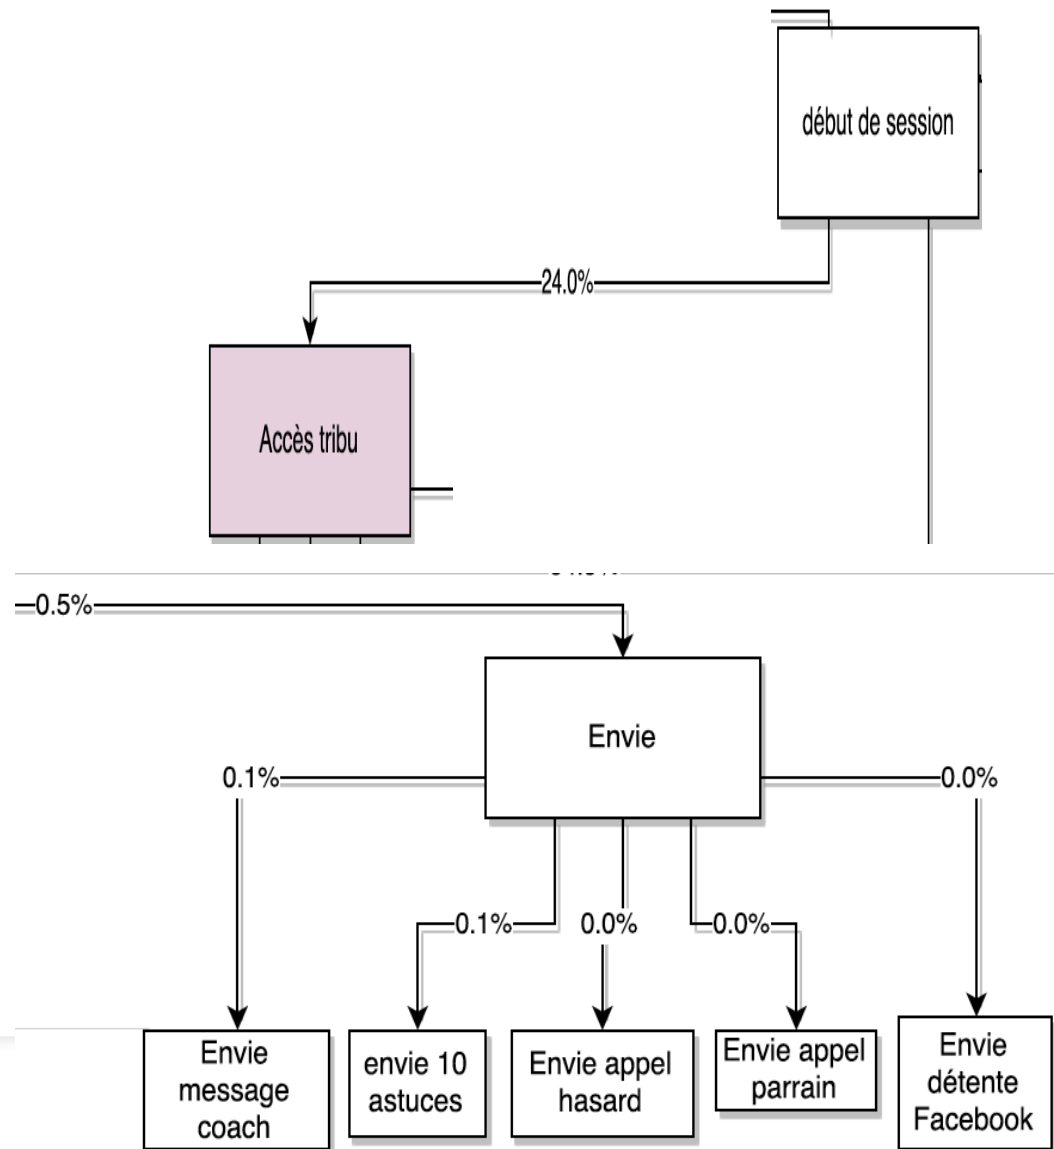 début de session
24.0%
Accès tribu
0.5%
Envie
0.1%
0.0%
0.1%
0.0%
0.0%
Envie
message
coach
envie 10
astuces
Envie appel
hasard
Envie appel
parrain
Envie
détente
Facebook